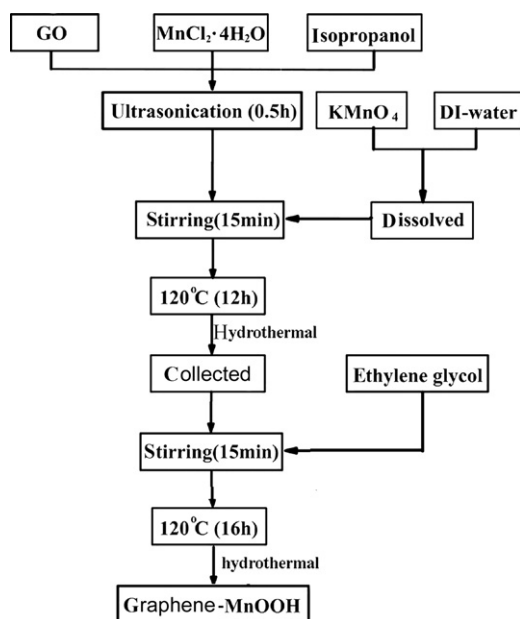 GO
MnCl₂·4H₂O
Isopropanol
Ultrasonication (0.5h)
KMnO₄
DI-water
Stirring(15min)
Dissolved
120°C (12h)
Hydrothermal
Collected
Ethylene glycol
Stirring(15min)
120°C (16h)
hydrothermal
Graphene-MnOOH